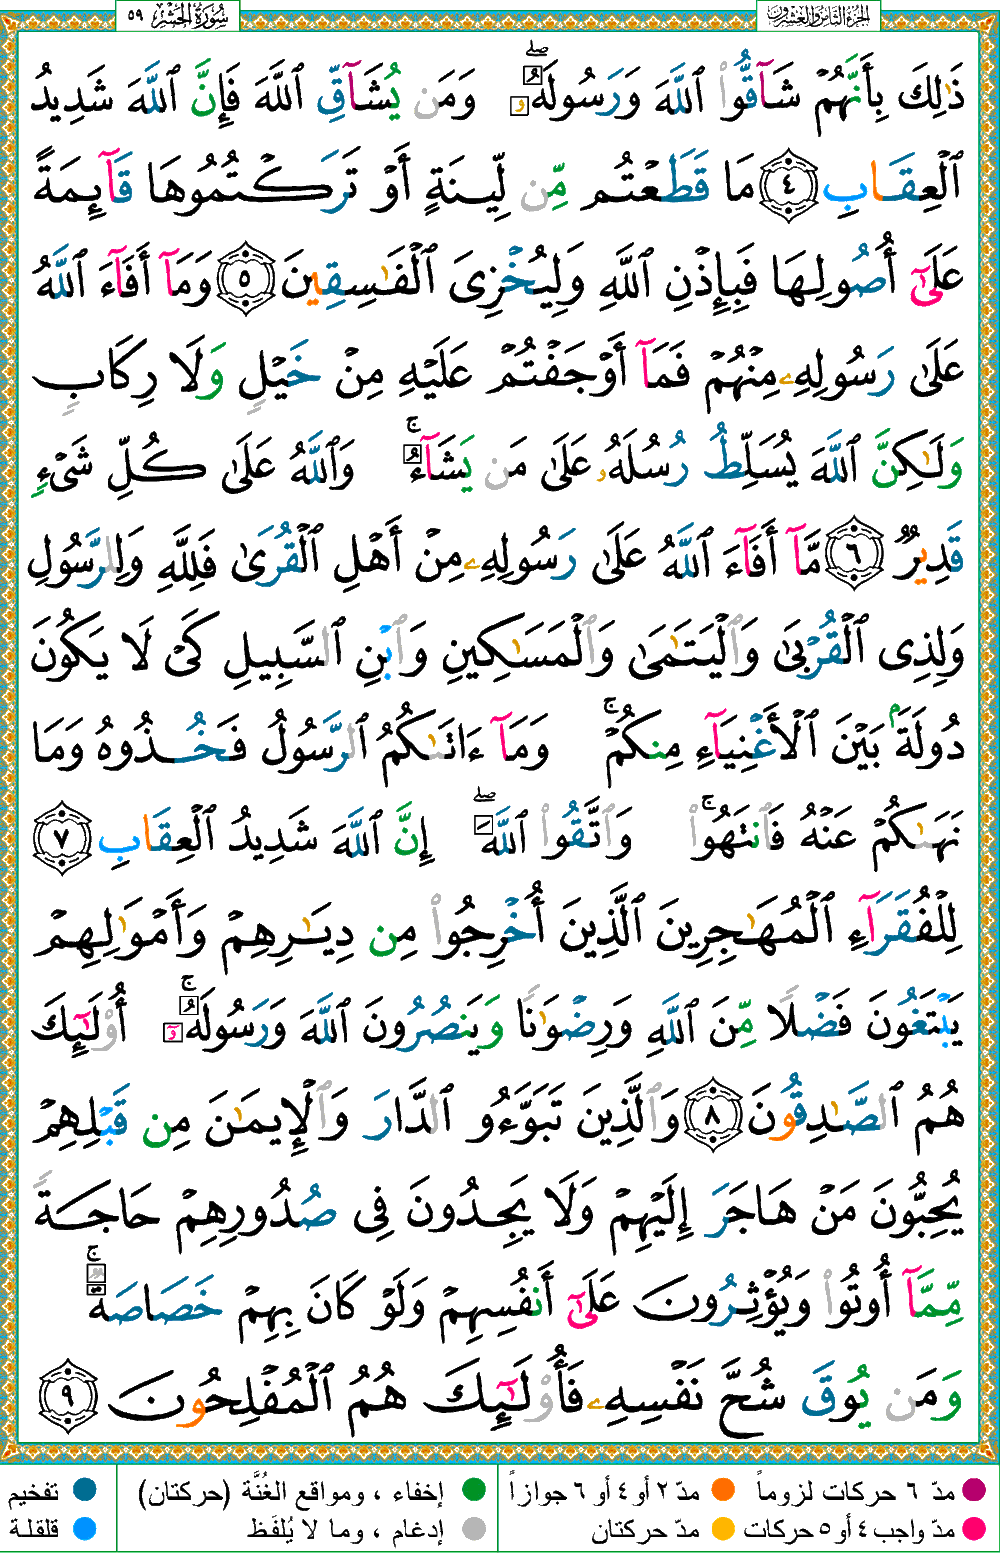 الجزء الثامن والعشرون
سورة الحشر ٥٩
ذَٰلِكَ بِأَنَّهُمْ شَآقُّوا۟ ٱللَّهَ وَرَسُولَهُۥ ۖ وَمَن يُشَآقِّ ٱللَّهَ فَإِنَّ ٱللَّهَ شَدِيدُ
ٱلْعِقَابِ ٤ مَا قَطَعْتُم مِّن لِّينَةٍ أَوْ تَرَكْتُمُوهَا قَآئِمَةً
عَلَىٰٓ أُصُولِهَا فَبِإِذْنِ ٱللَّهِ وَلِيُخْزِىَ ٱلْفَـٰسِقِينَ ٥ وَمَآ أَفَآءَ ٱللَّهُ
عَلَىٰ رَسُولِهِۦ مِنْهُمْ فَمَآ أَوْجَفْتُمْ عَلَيْهِ مِنْ خَيْلٍ وَلَا رِكَابٍ
وَلَـٰكِنَّ ٱللَّهَ يُسَلِّطُ رُسُلَهُۥ عَلَىٰ مَن يَشَآءُ ۚ وَٱللَّهُ عَلَىٰ كُلِّ شَىْءٍ
قَدِيرٌ ٦ مَّآ أَفَآءَ ٱللَّهُ عَلَىٰ رَسُولِهِۦ مِنْ أَهْلِ ٱلْقُرَىٰ فَلِلَّهِ وَلِلرَّسُولِ
وَلِذِى ٱلْقُرْبَىٰ وَٱلْيَتَـٰمَىٰ وَٱلْمَسَـٰكِينِ وَٱبْنِ ٱلسَّبِيلِ كَىْ لَا يَكُونَ
دُولَةًۢ بَيْنَ ٱلْأَغْنِيَآءِ مِنكُمْ ۚ وَمَآ ءَاتَىٰكُمُ ٱلرَّسُولُ فَخُذُوهُ وَمَا
نَهَىٰكُمْ عَنْهُ فَٱنتَهُوا۟ ۚ وَٱتَّقُوا۟ ٱللَّهَ ۖ إِنَّ ٱللَّهَ شَدِيدُ ٱلْعِقَابِ ٧
لِلْفُقَرَآءِ ٱلْمُهَـٰجِرِينَ ٱلَّذِينَ أُخْرِجُوا۟ مِن دِيَـٰرِهِمْ وَأَمْوَٰلِهِمْ
يَبْتَغُونَ فَضْلًا مِّنَ ٱللَّهِ وَرِضْوَٰنًا وَيَنصُرُونَ ٱللَّهَ وَرَسُولَهُۥٓ ۚ أُو۟لَـٰٓئِكَ
هُمُ ٱلصَّـٰدِقُونَ ٨ وَٱلَّذِينَ تَبَوَّءُو ٱلدَّارَ وَٱلْإِيمَـٰنَ مِن قَبْلِهِمْ
يُحِبُّونَ مَنْ هَاجَرَ إِلَيْهِمْ وَلَا يَجِدُونَ فِى صُدُورِهِمْ حَاجَةً
مِّمَّآ أُوتُوا۟ وَيُؤْثِرُونَ عَلَىٰٓ أَنفُسِهِمْ وَلَوْ كَانَ بِهِمْ خَصَاصَةٌ ۚ
وَمَن يُوقَ شُحَّ نَفْسِهِۦ فَأُو۟لَـٰٓئِكَ هُمُ ٱلْمُفْلِحُونَ ٩
مدّ ٦ حركات لزوماً مدّ ٢ أو ٤ أو ٦ جوازاً إخفاء ، ومواقع الغُنَّة (حركتان) تفخيم
مدّ واجب ٤ أو ٥ حركات مدّ حركتان إدغام ، وما لا يُلفَظ قلقلة